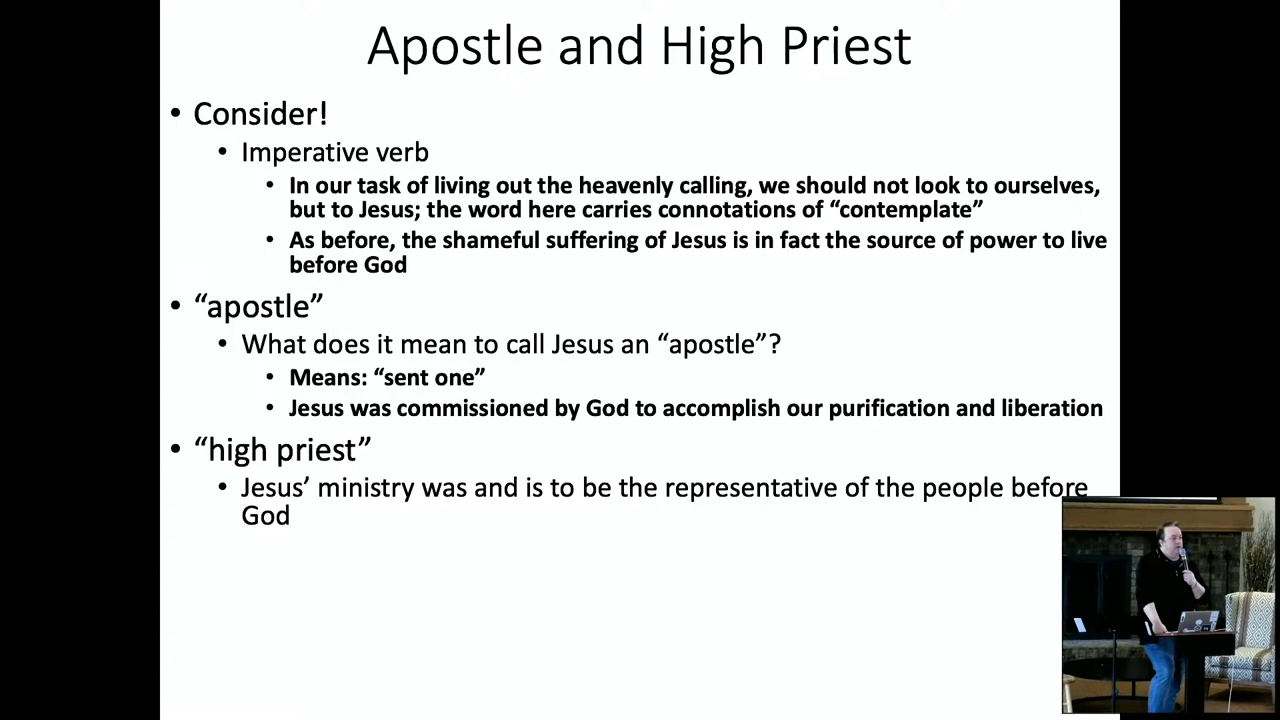 Apostle and High Priest
• Consider!
• Imperative verb
• In our task of living out the heavenly calling, we should not look to ourselves,
but to Jesus; the word here carries connotations of “contemplate”
• As before, the shameful suffering of Jesus is in fact the source of power to live
before God
• “apostle”
• What does it mean to call Jesus an “apostle”?
• Means: “sent one”
• Jesus was commissioned by God to accomplish our purification and liberation
• “high priest”
• Jesus’ ministry was and is to be the representative of the people before
God